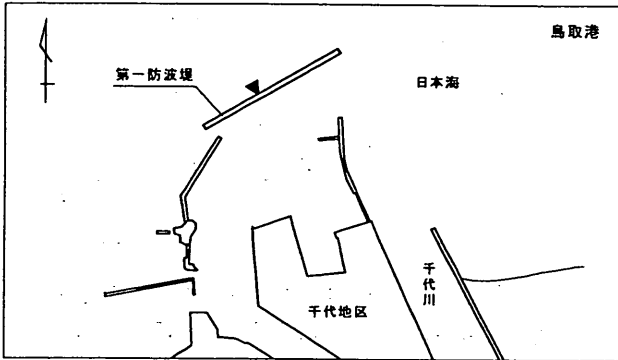 鳥取港
日本海
第一防波堤
千代地区
千代川